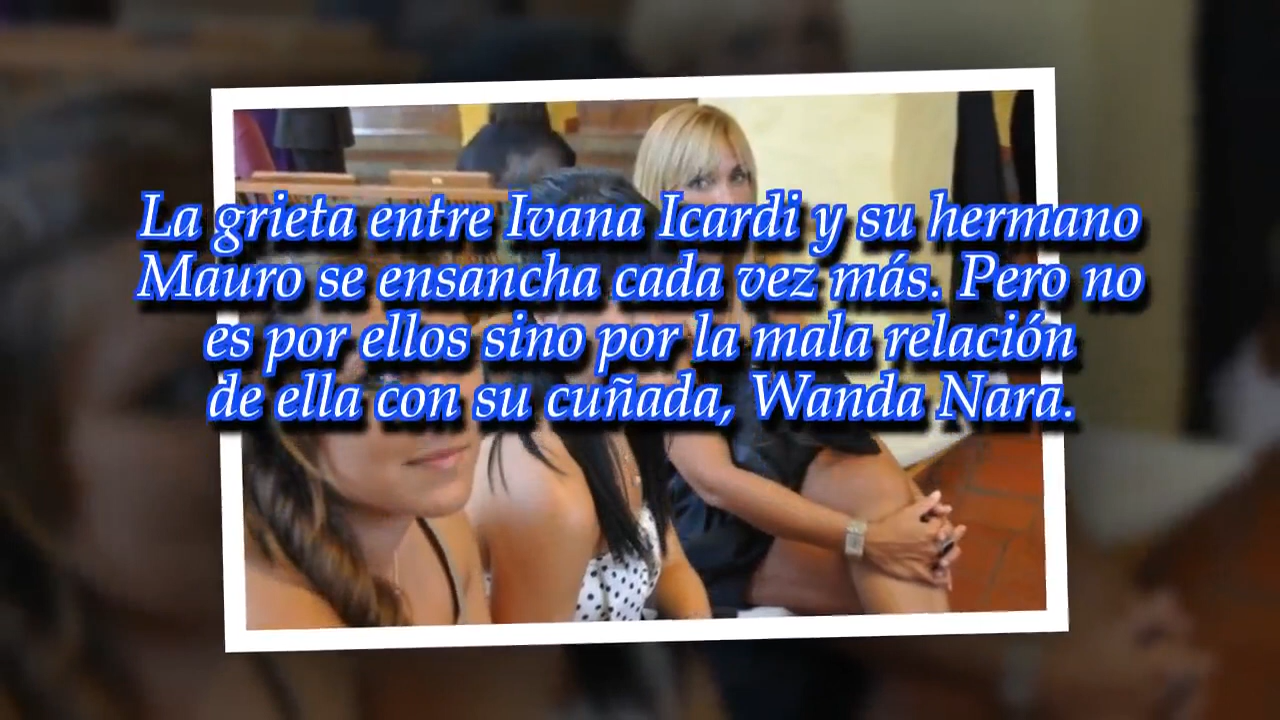 La grieta entre Ivana Icardi y su hermano
Mauro se ensancha cada vez más. Pero no
es por ellos sino por la mala relación
de ella con su cuñada, Wanda Nara.